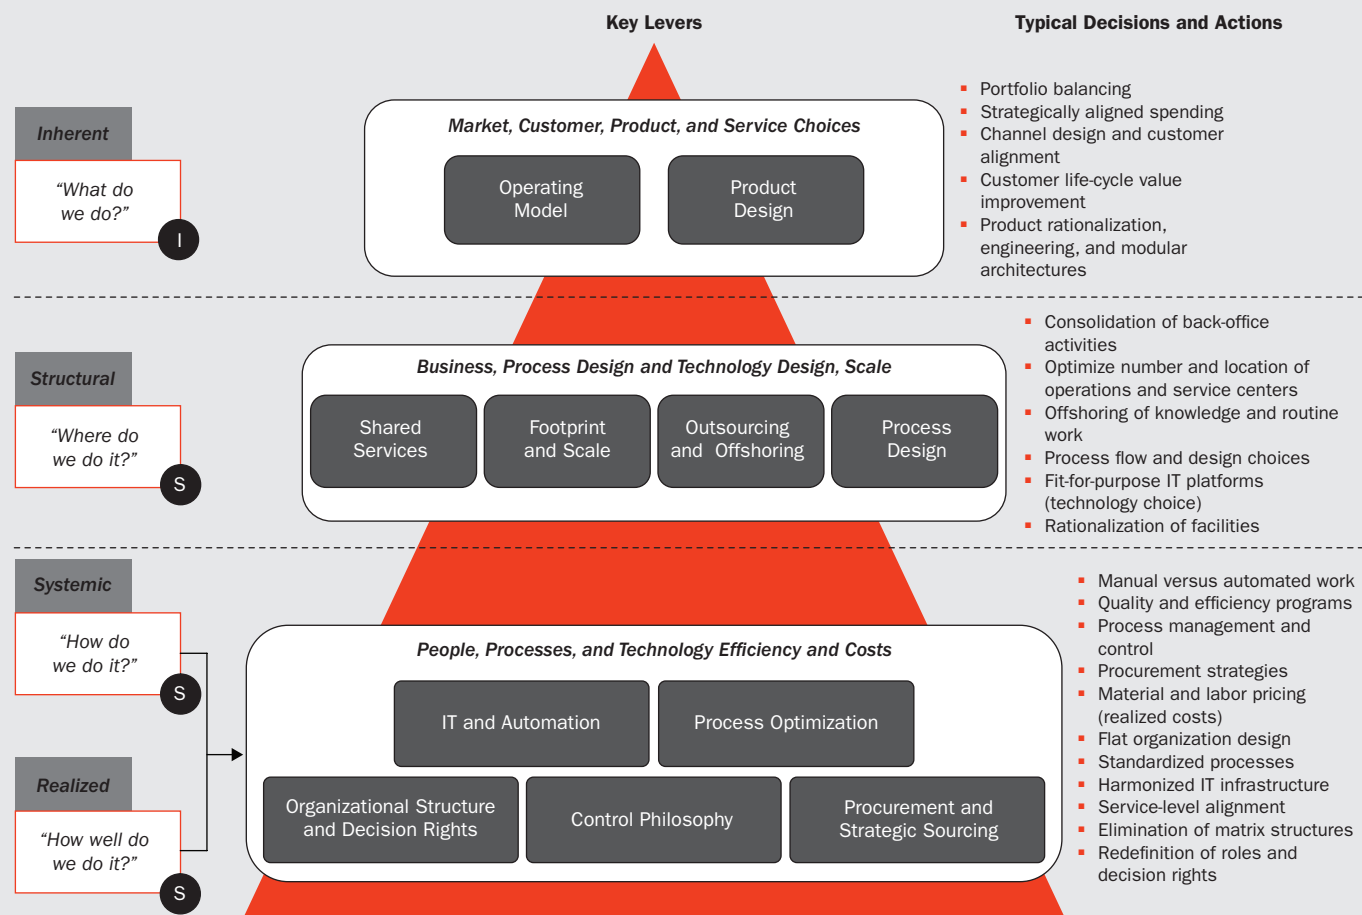 Key Levers
Typical Decisions and Actions
Inherent
“What do
we do?”
I
Market, Customer, Product, and Service Choices
Operating
Model
Product
Design
▪ Portfolio balancing
▪ Strategically aligned spending
▪ Channel design and customer
alignment
▪ Customer life-cycle value
improvement
▪ Product rationalization,
engineering, and modular
architectures
Structural
“Where do
we do it?”
S
Business, Process Design and Technology Design, Scale
Shared
Services
Footprint
and Scale
Outsourcing
and Offshoring
Process
Design
▪ Consolidation of back-office
activities
▪ Optimize number and location of
operations and service centers
▪ Offshoring of knowledge and routine
work
▪ Process flow and design choices
▪ Fit-for-purpose IT platforms
(technology choice)
▪ Rationalization of facilities
Systemic
“How do
we do it?”
S
Realized
“How well do
we do it?”
S
People, Processes, and Technology Efficiency and Costs
IT and Automation
Process Optimization
Organizational Structure
and Decision Rights
Control Philosophy
Procurement and
Strategic Sourcing
▪ Manual versus automated work
▪ Quality and efficiency programs
▪ Process management and
control
▪ Procurement strategies
▪ Material and labor pricing
(realized costs)
▪ Flat organization design
▪ Standardized processes
▪ Harmonized IT infrastructure
▪ Service-level alignment
▪ Elimination of matrix structures
▪ Redefinition of roles and
decision rights